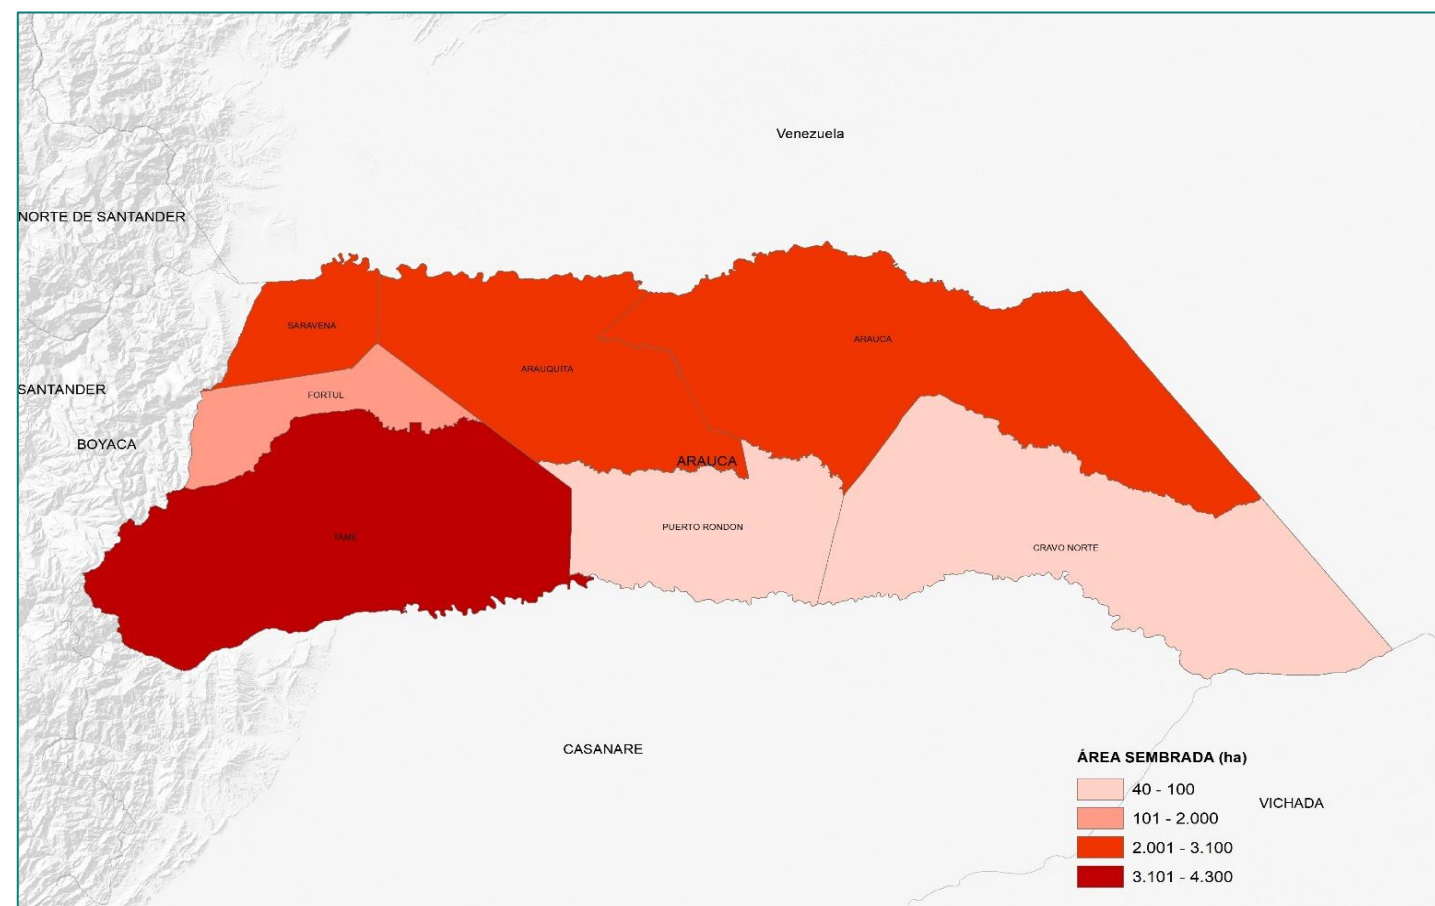 Venezuela
NORTE DE SANTANDER
SARAVENA
ARAUCA
ARAUQUITA
SANTANDER
FORTUL
BOYACA
ARAUCA
PUERTO RONDON
TAME
CRAVO NORTE
CASANARE
ÁREA SEMBRADA (ha)
40 - 100
VICHADA
101 - 2.000
2.001 - 3.100
3.101 - 4.300